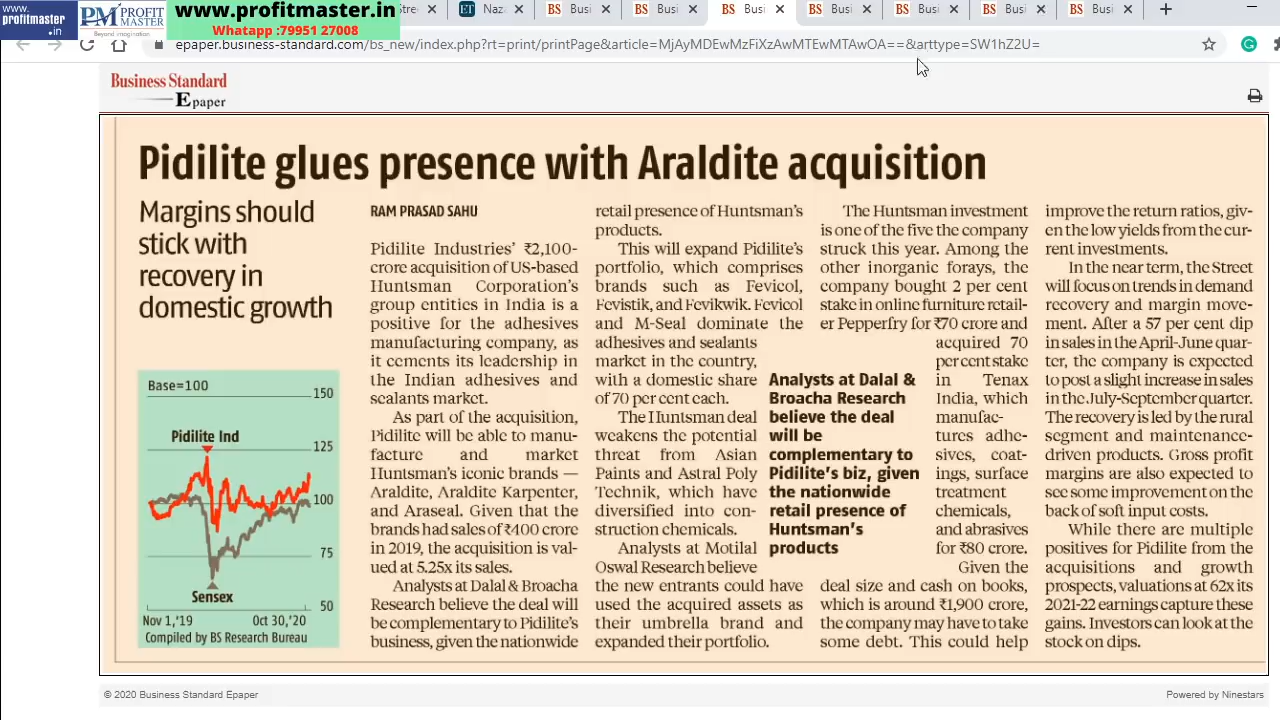 www.
profitmaster
.in
PM PROFIT
MASTER
Beyond imagination
www.profitmaster.in
Whatapp :79951 27008
Stre
ET Naz
BS Busi
BS Busi
BS Busi
BS Busi
BS Busi
BS Busi
BS Busi
epaper.business-standard.com/bs_new/index.php?rt=print/printPage&article=MjAyMDEwMzFiXzAwMTEwMTAwOA==&arttype=SW1hZ2U=
Business Standard
Epaper
Pidilite glues presence with Araldite acquisition
Margins should
stick with
recovery in
domestic growth
Base=100
150
Pidilite Ind
125
100
75
Sensex
50
Nov 1,'19
Oct 30,'20
Compiled by BS Research Bureau
RAM PRASAD SAHU
Pidilite Industries' ₹2,100-
crore acquisition of US-based
Huntsman Corporation's
group entities in India is a
positive for the adhesives
manufacturing company, as
it cements its leadership in
the Indian adhesives and
sealants market.
As part of the acquisition,
Pidilite will be able to manu-
facture and market
Huntsman's iconic brands —
Araldite, Araldite Karpenter,
and Araseal. Given that the
brands had sales of ₹400 crore
in 2019, the acquisition is val-
ued at 5.25x its sales.
Analysts at Dalal & Broacha
Research believe the deal will
be complementary to Pidilite's
business, given the nationwide
retail presence of Huntsman's
products.
This will expand Pidilite's
portfolio, which comprises
brands such as Fevicol,
Fevistik, and Fevikwik. Fevicol
and M-Seal dominate the
adhesives and sealants
market in the country,
with a domestic share
of 70 per cent each.
The Huntsman deal
weakens the potential
threat from Asian
Paints and Astral Poly
Technik, which have
diversified into con-
struction chemicals.
Analysts at Motilal
Oswal Research believe
the new entrants could have
used the acquired assets as
their umbrella brand and
expanded their portfolio.
Analysts at Dalal &
Broacha Research
believe the deal
will be
complementary to
Pidilite's biz, given
the nationwide
retail presence of
Huntsman's
products
The Huntsman investment
is one of the five the company
struck this year. Among the
other inorganic forays, the
company bought 2 per cent
stake in online furniture retail-
er Pepperfry for ₹70 crore and
acquired 70
per cent stake
in Tenax
India, which
manufac-
tures adhe-
sives, coat-
ings, surface
treatment
chemicals,
and abrasives
for ₹80 crore.
Given the
deal size and cash on books,
which is around ₹1,900 crore,
the company may have to take
some debt. This could help
improve the return ratios, giv-
en the low yields from the cur-
rent investments.
In the near term, the Street
will focus on trends in demand
recovery and margin move-
ment. After a 57 per cent dip
in sales in the April-June quar-
ter, the company is expected
to post a slight increase in sales
in the July-September quarter.
The recovery is led by the rural
segment and maintenance-
driven products. Gross profit
margins are also expected to
see some improvement on the
back of soft input costs.
While there are multiple
positives for Pidilite from the
acquisitions and growth
prospects, valuations at 62x its
2021-22 earnings capture these
gains. Investors can look at the
stock on dips.
© 2020 Business Standard Epaper
Powered by Ninestars